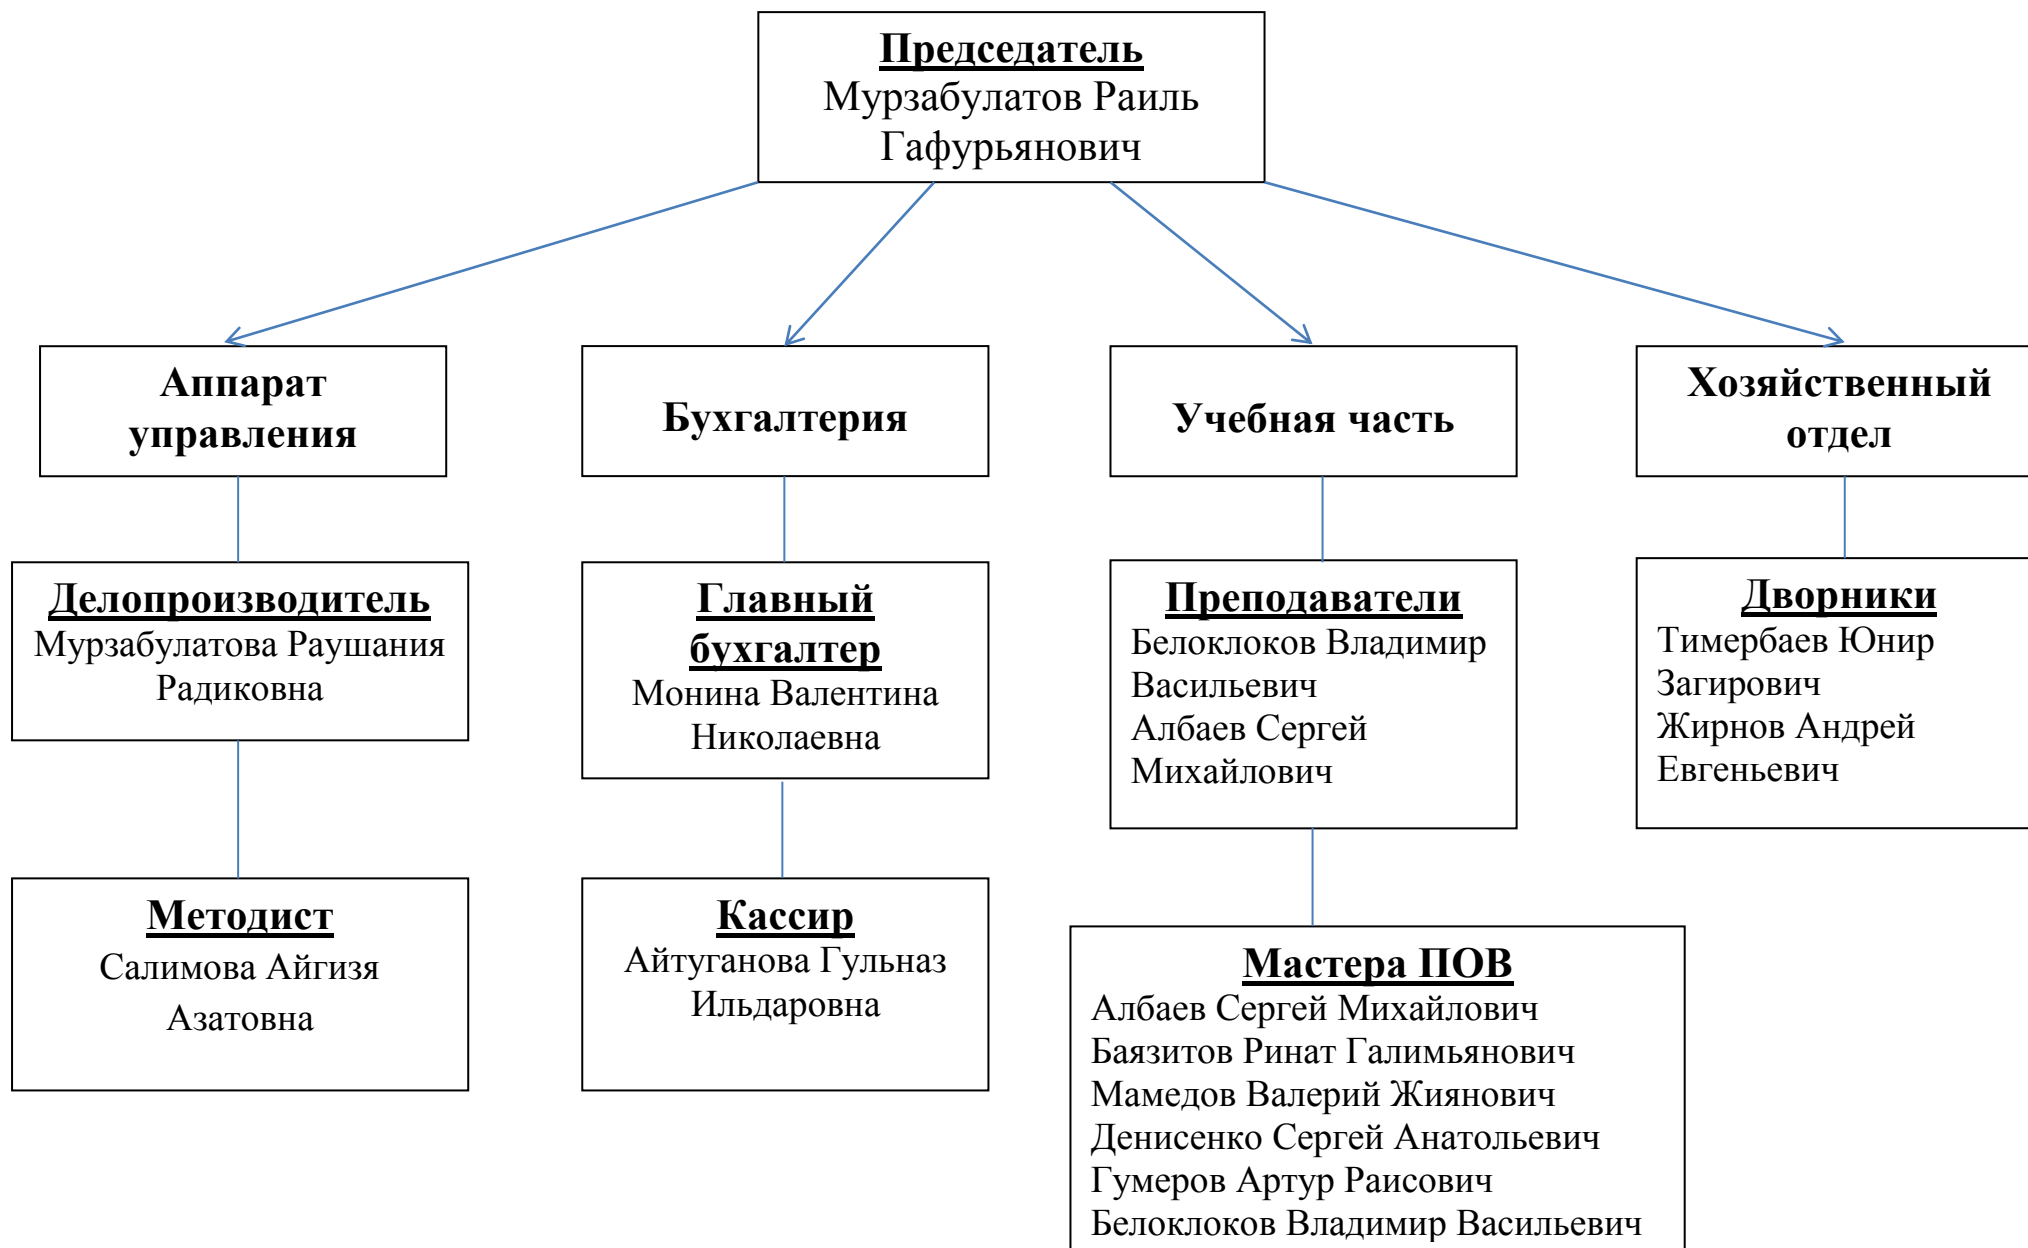 Председатель
Мурзабулатов Раиль
Гафурьянович
Аппарат
управления
Бухгалтерия
Учебная часть
Хозяйственный
отдел
Делопроизводитель
Мурзабулатова Раушания
Радиковна
Главный
бухгалтер
Монина Валентина
Николаевна
Преподаватели
Белоклоков Владимир
Васильевич
Албаев Сергей
Михайлович
Дворники
Тимербаев Юнир
Загирович
Жирнов Андрей
Евгеньевич
Методист
Салимова Айгизя
Азатовна
Кассир
Айтуганова Гульназ
Ильдаровна
Мастера ПОВ
Албаев Сергей Михайлович
Баязитов Ринат Галимьянович
Мамедов Валерий Жиянович
Денисенко Сергей Анатольевич
Гумеров Артур Раисович
Белоклоков Владимир Васильевич